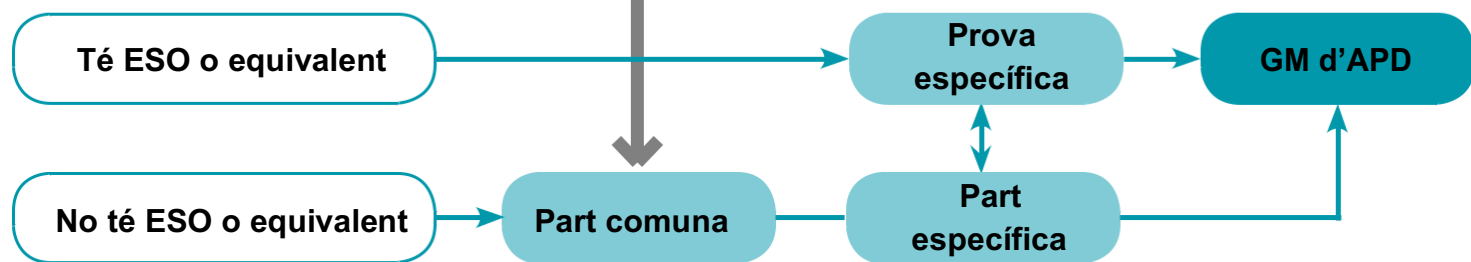 Té ESO o equivalent
Prova
específica
GM d’APD
No té ESO o equivalent
Part comuna
Part
específica